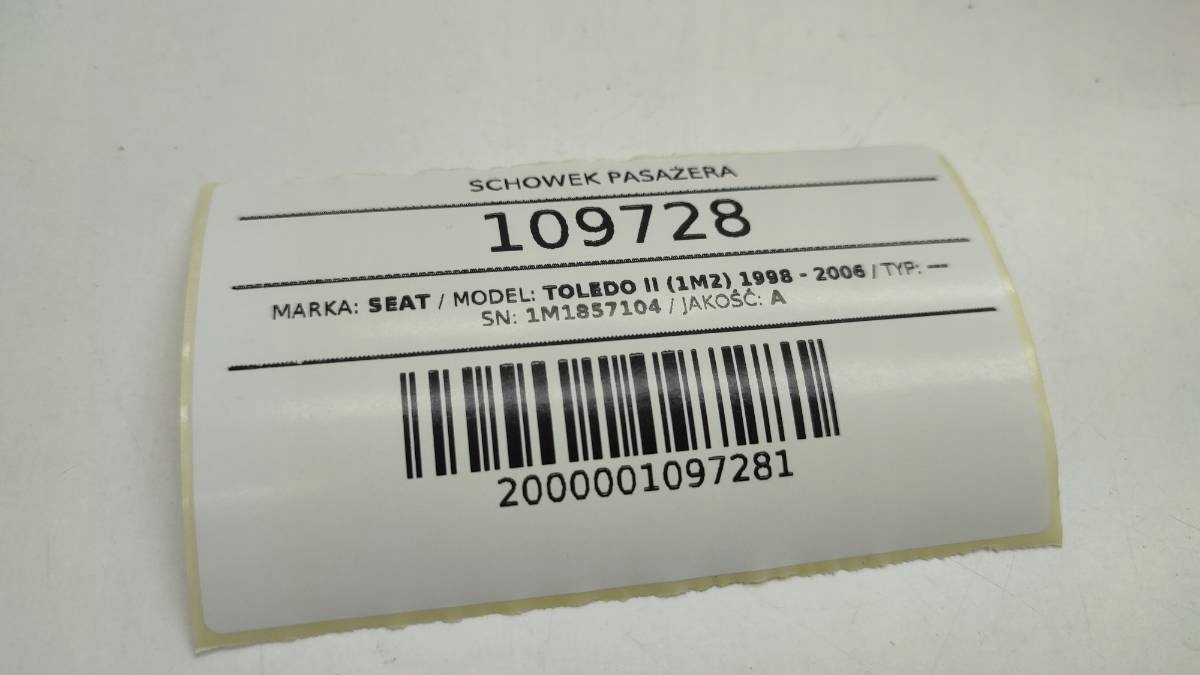 SCHOWEK PASAŻERA
109728
MARKA: SEAT / MODEL: TOLEDO II (1M2) 1998 - 2006 / TYP: ---
SN: 1M1857104 / JAKOŚĆ: A
2000001097281